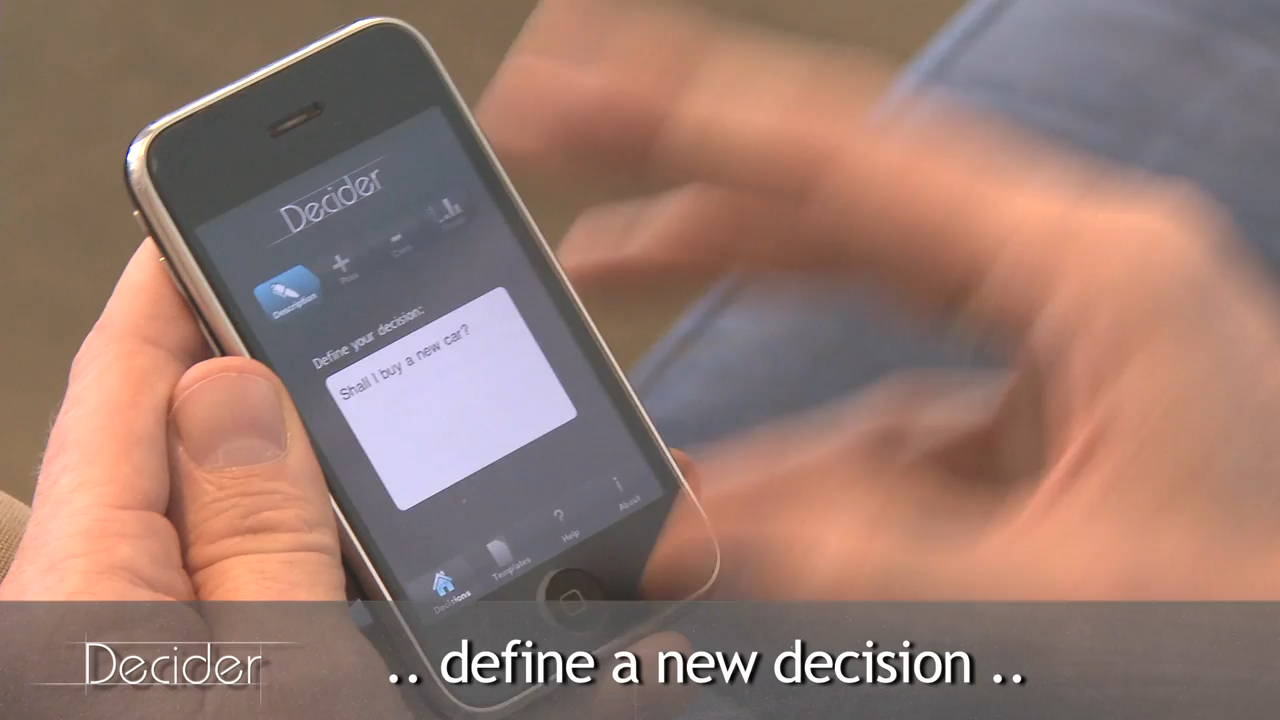 Decider
Description
Pros
Cons
Define your decision:
Shall I buy a new car?
Decisions
Templates
Help
About
Decider
.. define a new decision ..